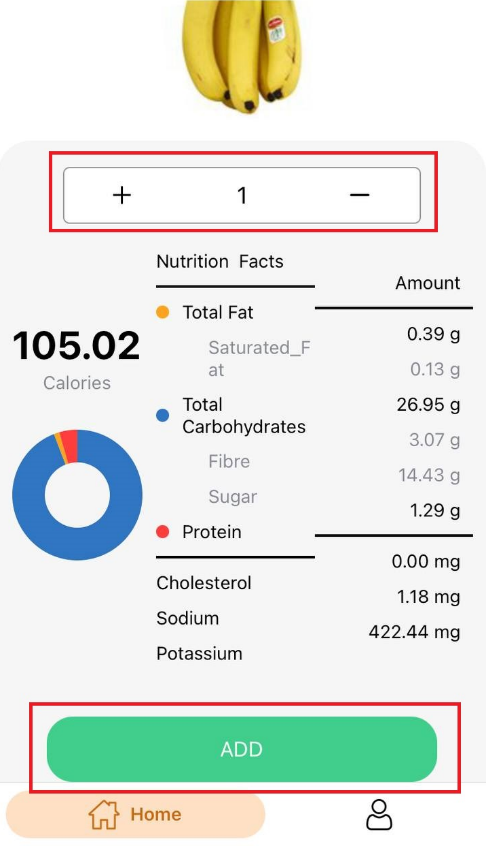 + 1 −
Nutrition Facts
Amount
Total Fat
0.39 g
Saturated_F
at
0.13 g
Total
Carbohydrates
26.95 g
Fibre
3.07 g
Sugar
14.43 g
Protein
1.29 g
105.02
Calories
Cholesterol
0.00 mg
Sodium
1.18 mg
Potassium
422.44 mg
ADD
Home